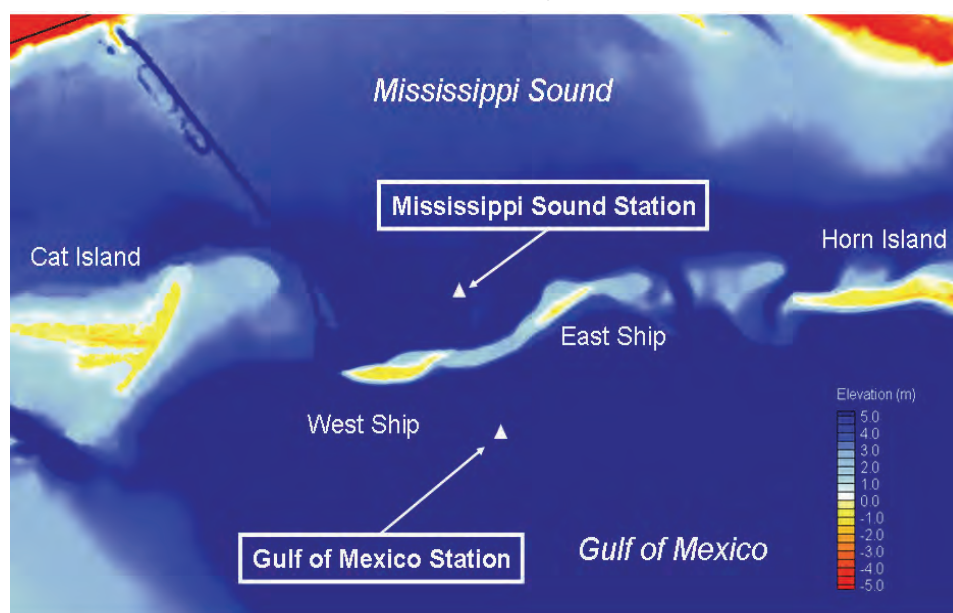 Mississippi Sound
Mississippi Sound Station
Cat Island
Horn Island
East Ship
West Ship
Gulf of Mexico Station
Gulf of Mexico
Elevation (m)
5.0
4.0
3.0
2.0
1.0
0.0
-1.0
-2.0
-3.0
-4.0
-5.0